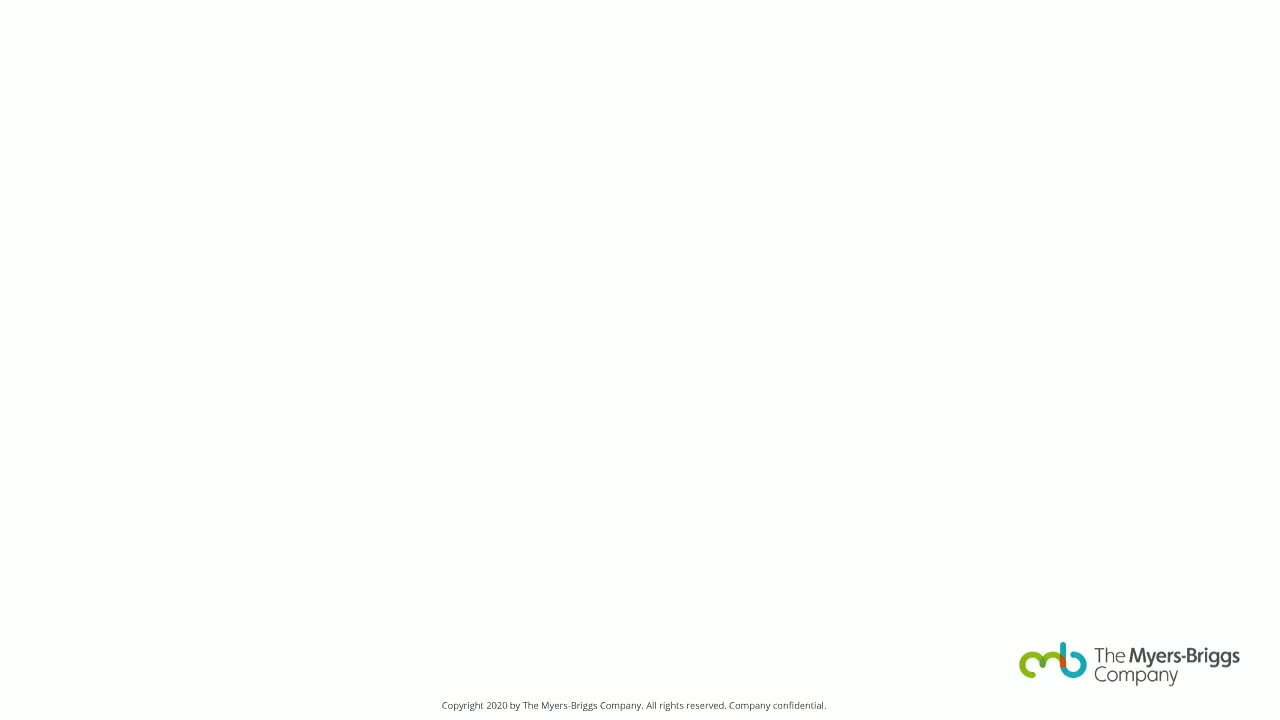 The Myers-Briggs
Company
Copyright 2020 by The Myers-Briggs Company. All rights reserved. Company confidential.